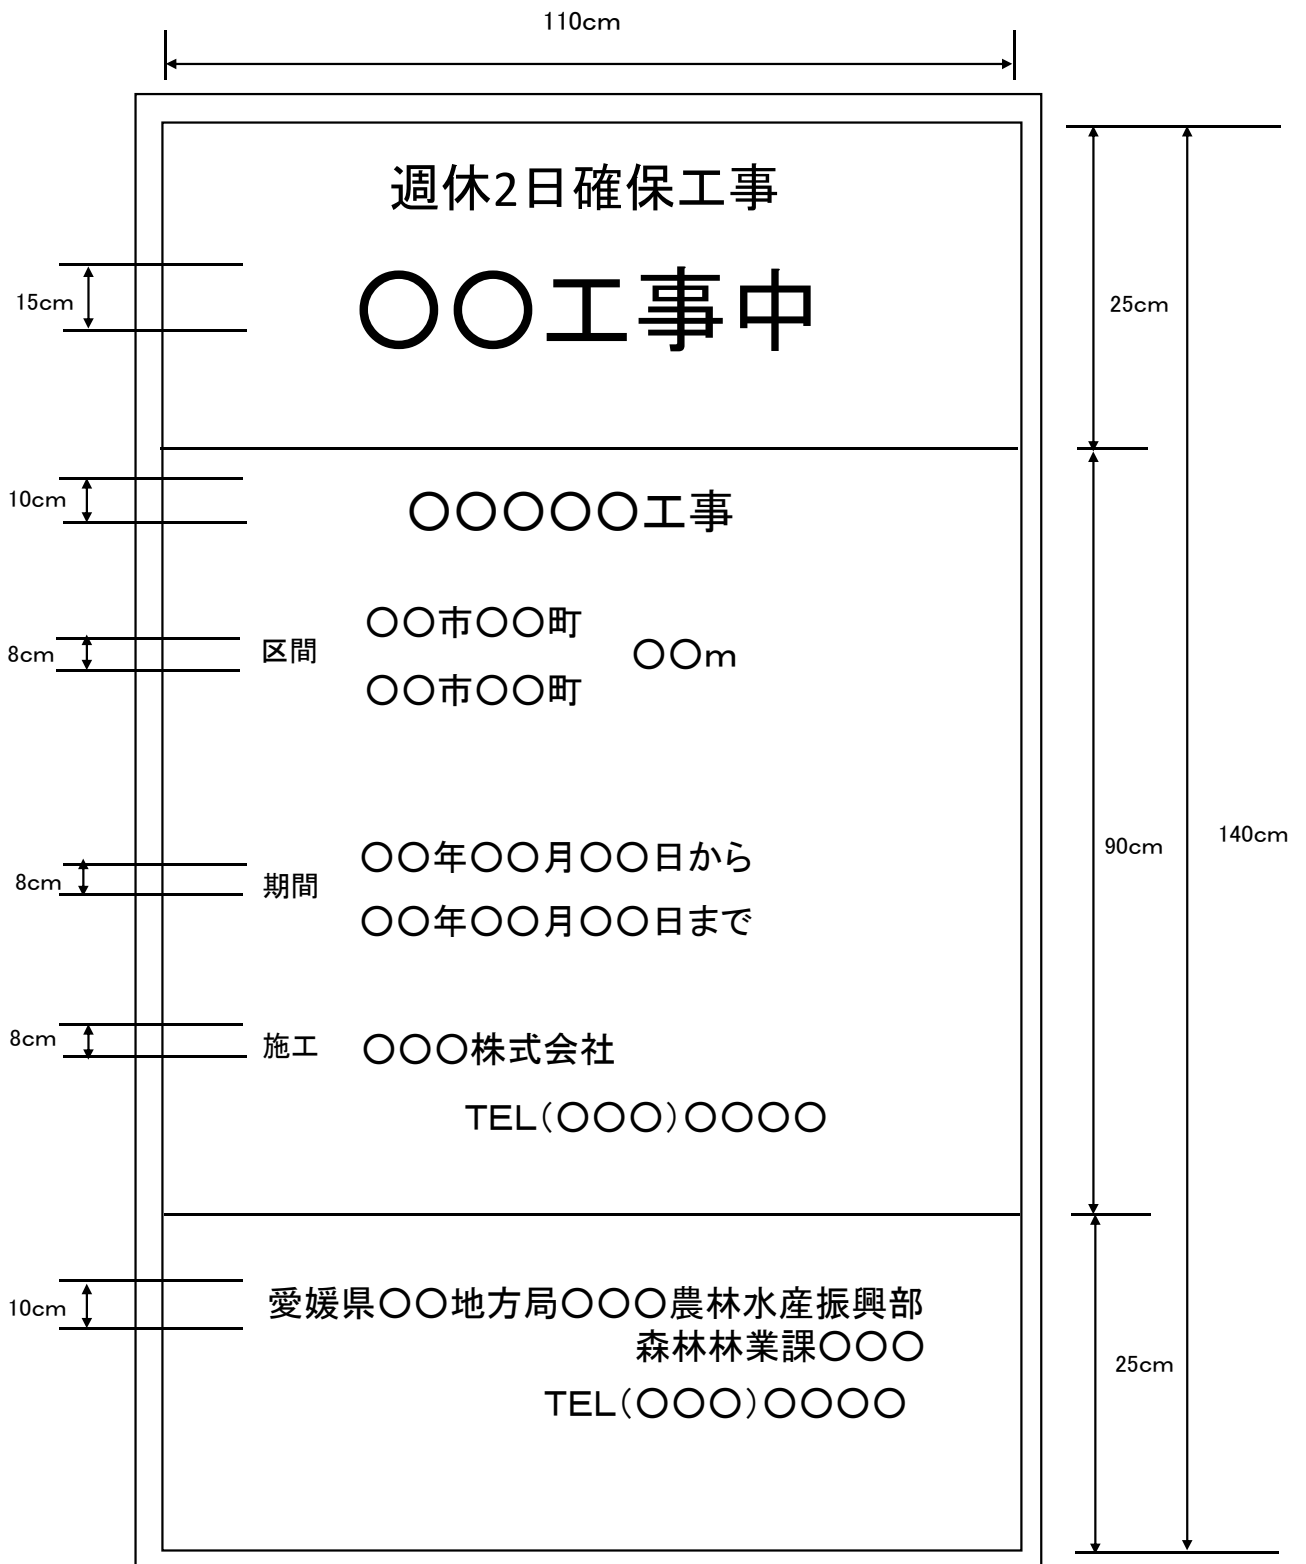 110cm
週休2日確保工事
15cm
〇〇工事中
25cm
10cm
〇〇〇〇〇工事
〇〇市〇〇町
8cm
区間
〇〇m
〇〇市〇〇町
140cm
90cm
〇〇年〇〇月〇〇日から
8cm
期間
〇〇年〇〇月〇〇日まで
8cm
施工 〇〇〇株式会社
TEL(〇〇〇)〇〇〇〇
10cm
愛媛県〇〇地方局〇〇〇農林水産振興部
森林林業課〇〇〇
25cm
TEL(〇〇〇)〇〇〇〇